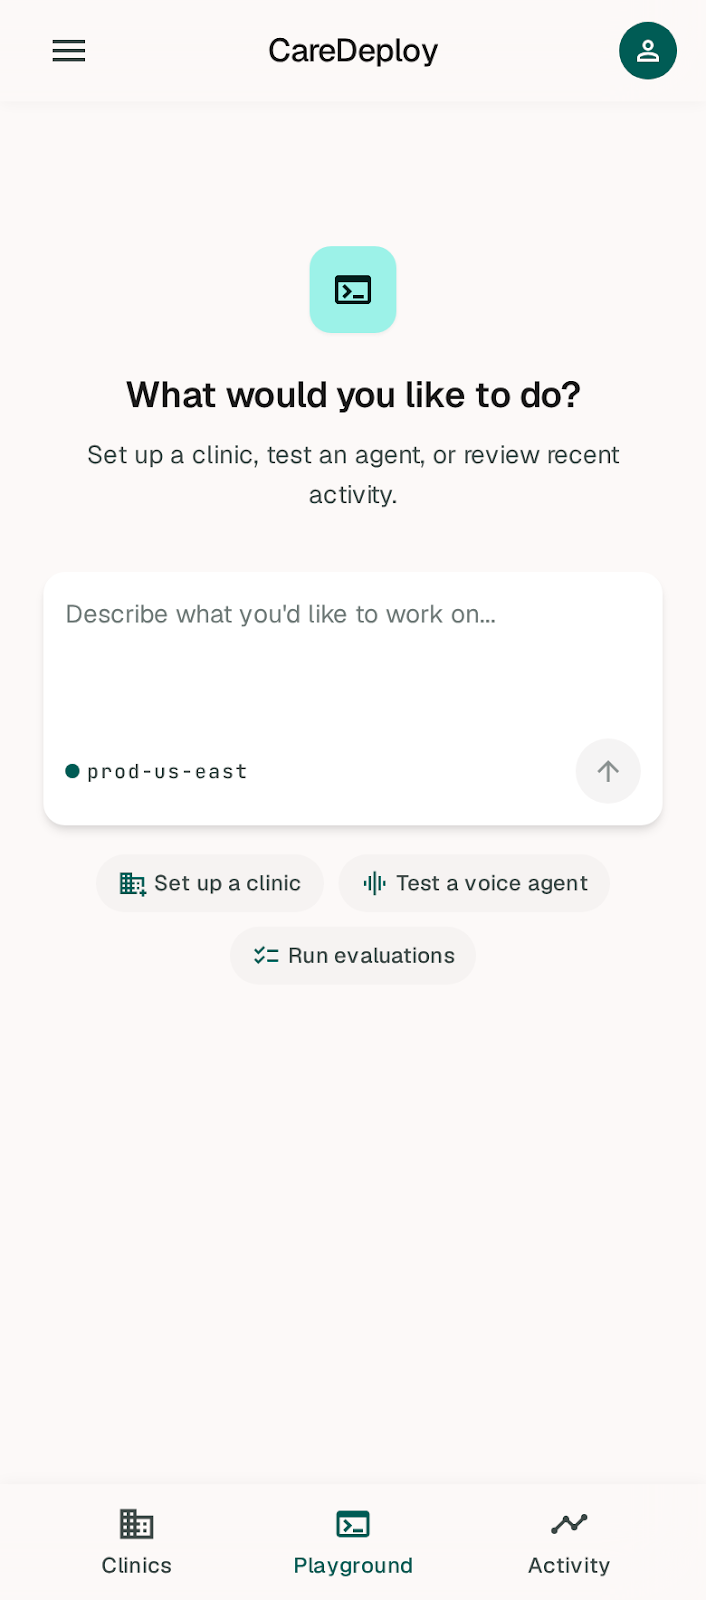 CareDeploy
What would you like to do?
Set up a clinic, test an agent, or review recent
activity.
Describe what you'd like to work on...
prod-us-east
Set up a clinic
Test a voice agent
Run evaluations
Clinics
Playground
Activity